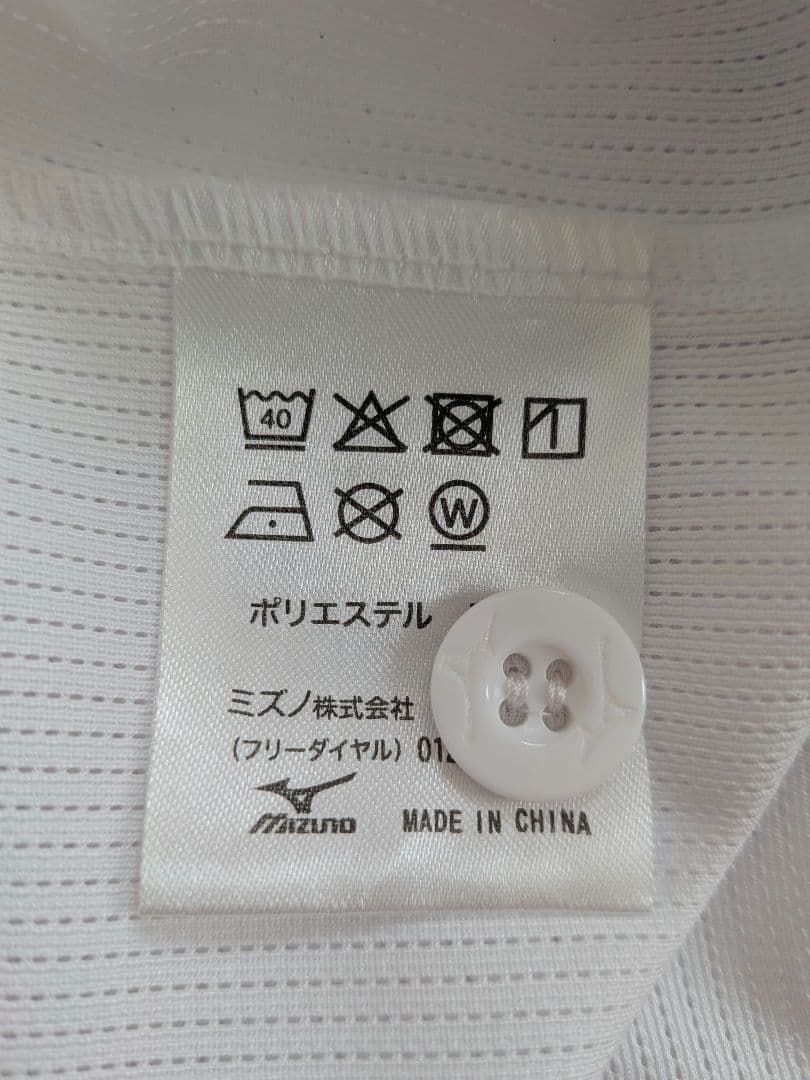 40
W
ポリエステル
ミズノ株式会社
(フリーダイヤル) 012
MIZUNO MADE IN CHINA